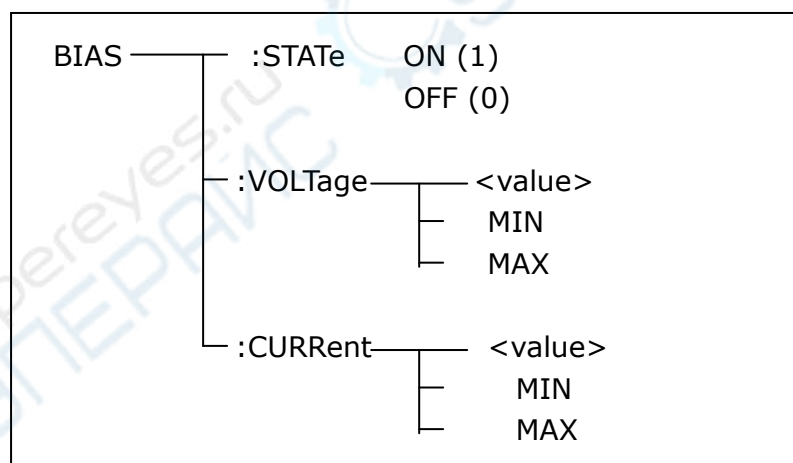 BIAS :STATe ON (1)
OFF (0)
:VOLTage <value>
MIN
MAX
:CURRent <value>
MIN
MAX